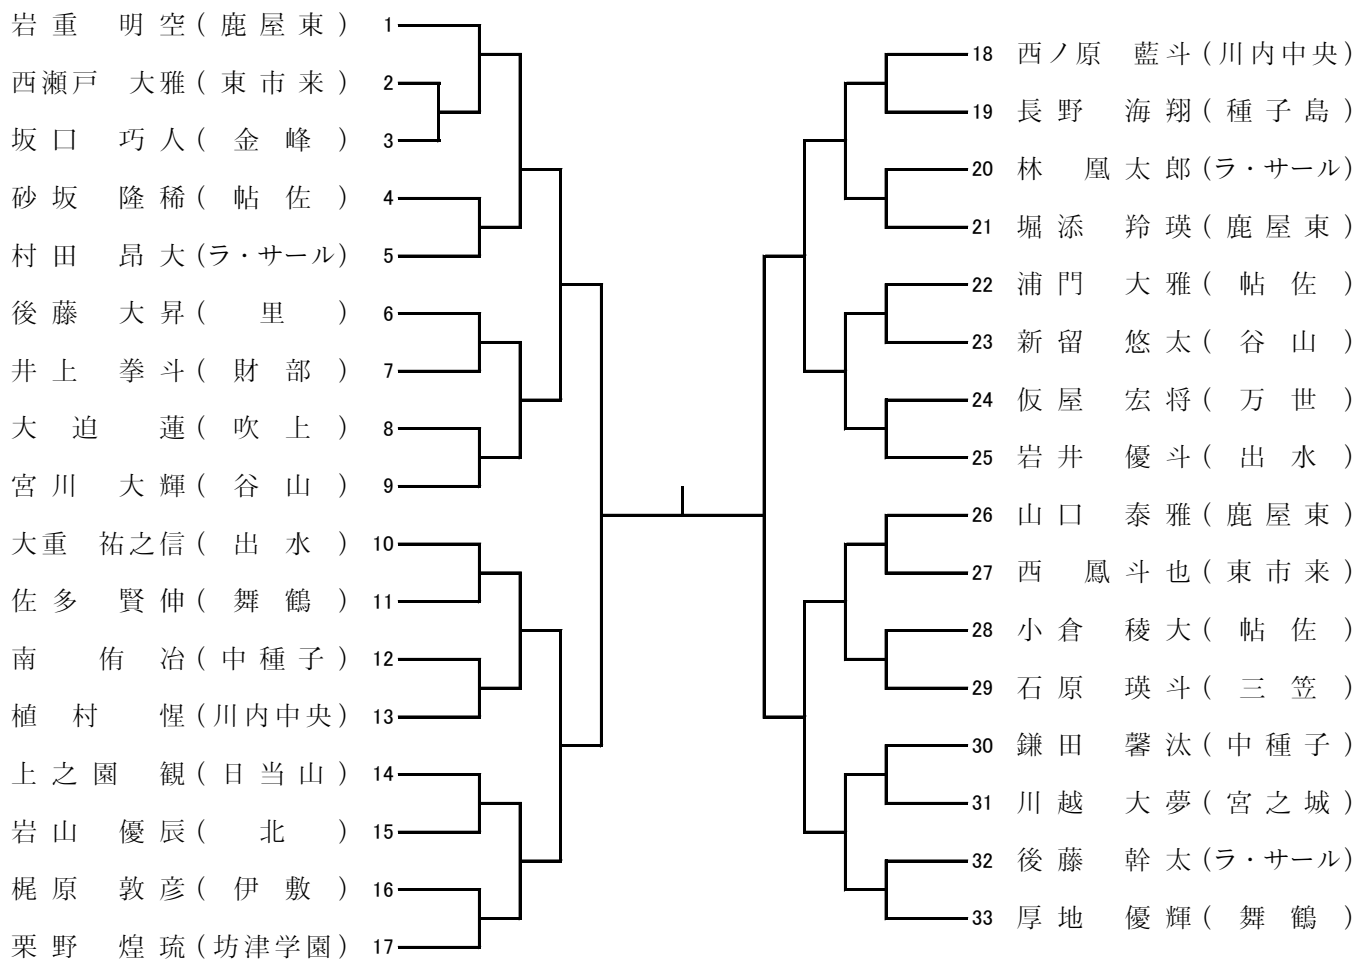 岩重 明空(鹿屋東) 1
西瀬戸 大雅(東市来) 2
坂口 巧人(金峰) 3
砂坂 隆稀(帖佐) 4
村田 昂大(ラ・サール) 5
後藤 大昇(里) 6
井上 拳斗(財部) 7
大迫 蓮(吹上) 8
宮川 大輝(谷山) 9
大重 祐之信(出水) 10
佐多 賢伸(舞鶴) 11
南 侑冶(中種子) 12
植村 惺(川内中央) 13
上之園 観(日当山) 14
岩山 優辰(北) 15
梶原 敦彦(伊敷) 16
栗野 煌琉(坊津学園) 17
18 西ノ原 藍斗(川内中央)
19 長野 海翔(種子島)
20 林 凰太郎(ラ・サール)
21 堀添 羚瑛(鹿屋東)
22 浦門 大雅(帖佐)
23 新留 悠太(谷山)
24 仮屋 宏将(万世)
25 岩井 優斗(出水)
26 山口 泰雅(鹿屋東)
27 西 鳳斗也(東市来)
28 小倉 稜大(帖佐)
29 石原 瑛斗(三笠)
30 鎌田 馨汰(中種子)
31 川越 大夢(宮之城)
32 後藤 幹太(ラ・サール)
33 厚地 優輝(舞鶴)